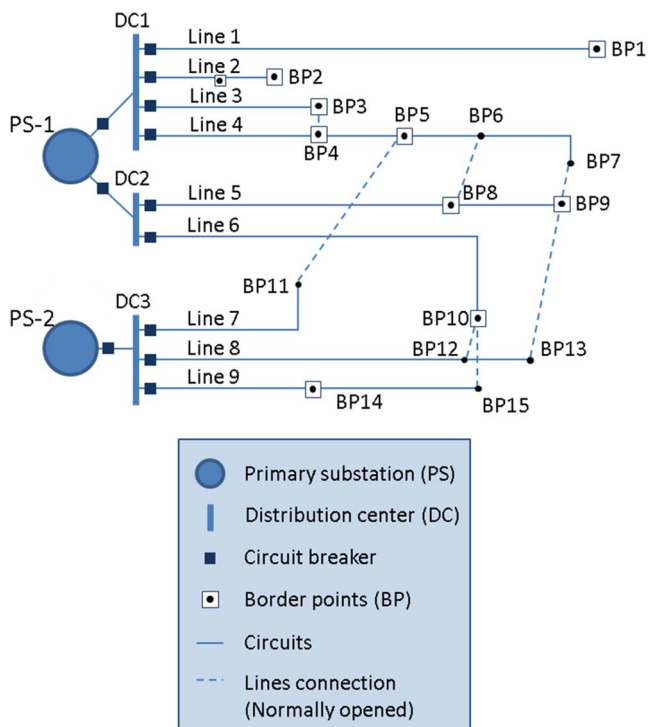 DC1
Line 1
BP1
Line 2
BP2
Line 3
BP3
PS-1
Line 4
BP4
BP5
BP6
BP7
DC2
Line 5
BP8
BP9
Line 6
BP11
DC3
PS-2
Line 7
BP10
Line 8
BP12
BP13
Line 9
BP14
BP15
Primary substation (PS)
Distribution center (DC)
Circuit breaker
Border points (BP)
Circuits
Lines connection
(Normally opened)